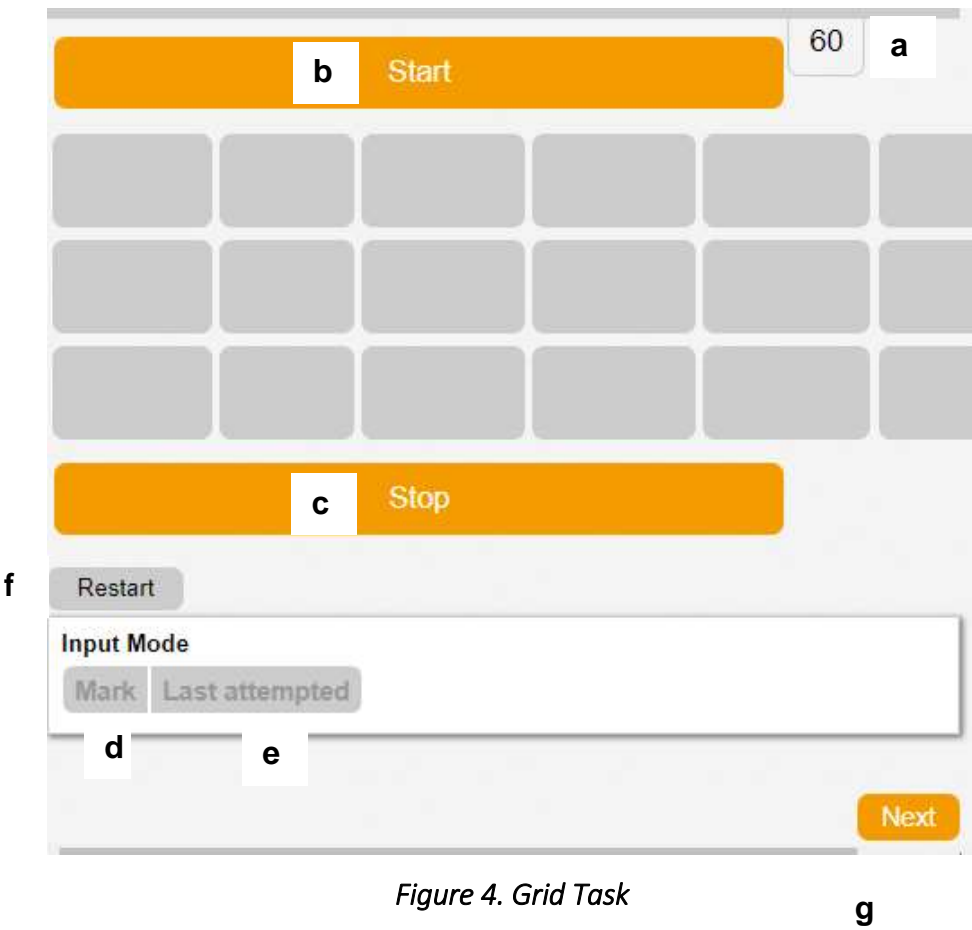 60 a
b Start
c Stop
f Restart
Input Mode
Mark Last attempted
d e
Next
Figure 4. Grid Task
g